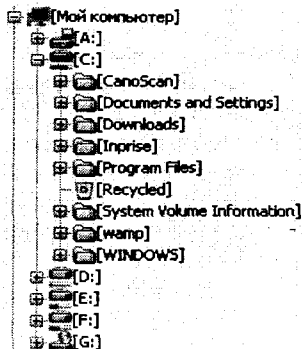 [Мой компьютер]
[A:]
[C:]
[CanoScan]
[Documents and Settings]
[Downloads]
[Inprise]
[Program Files]
[Recycled]
[System Volume Information]
[wamp]
[WINDOWS]
[D:]
[E:]
[F:]
[G:]